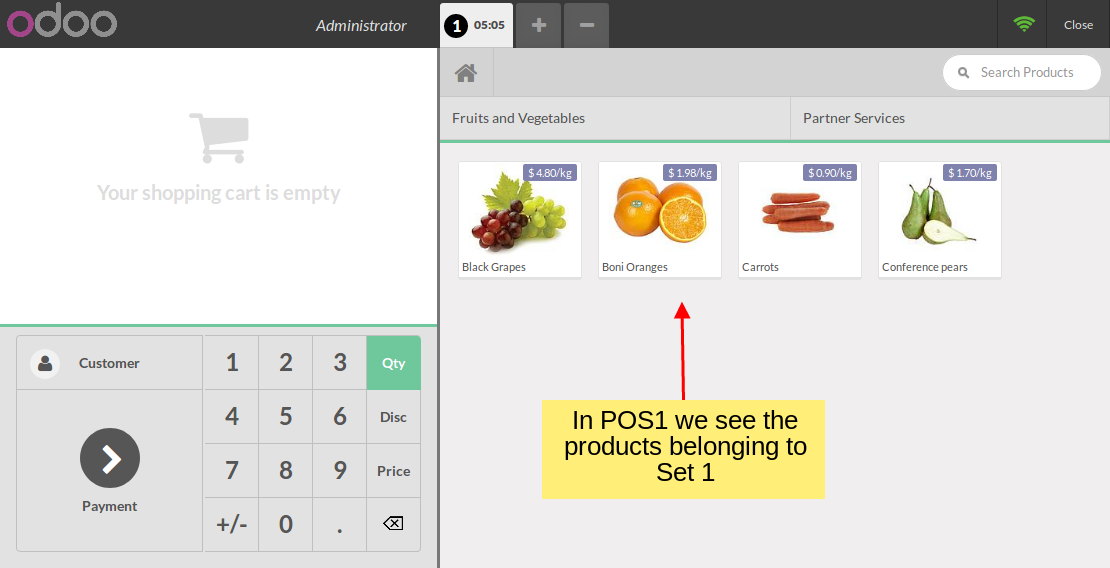 odoo
Administrator
1 05:05 + −
Close
Search Products
Fruits and Vegetables
Partner Services
$ 4.80/kg
Black Grapes
$ 1.98/kg
Boni Oranges
$ 0.90/kg
Carrots
$ 1.70/kg
Conference pears
Your shopping cart is empty
Customer
Payment
1 2 3 Qty
4 5 6 Disc
7 8 9 Price
+/- 0 .
In POS1 we see the
products belonging to
Set 1